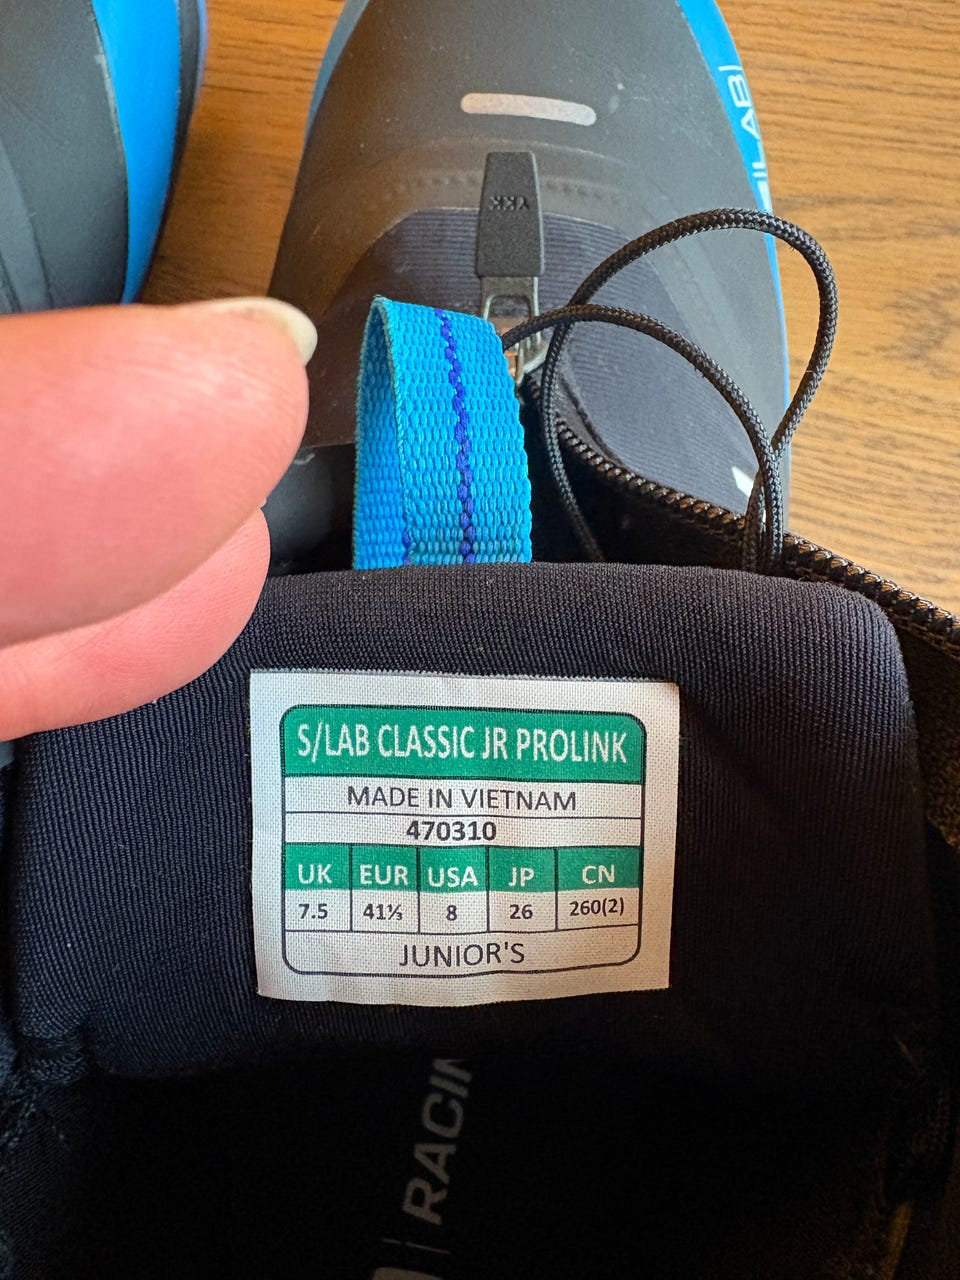 S/LAB
YKK
S/LAB CLASSIC JR PROLINK
MADE IN VIETNAM
470310
UK EUR USA JP CN
7.5 41⅓ 8 26 260(2)
JUNIOR'S
RACIN